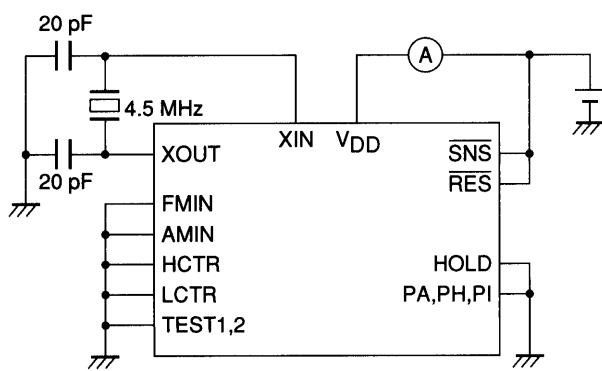 20 pF
A
4.5 MHz
XIN VDD
XOUT
20 pF
SNS
RES
FMIN
AMIN
HCTR
HOLD
LCTR
PA,PH,PI
TEST1,2